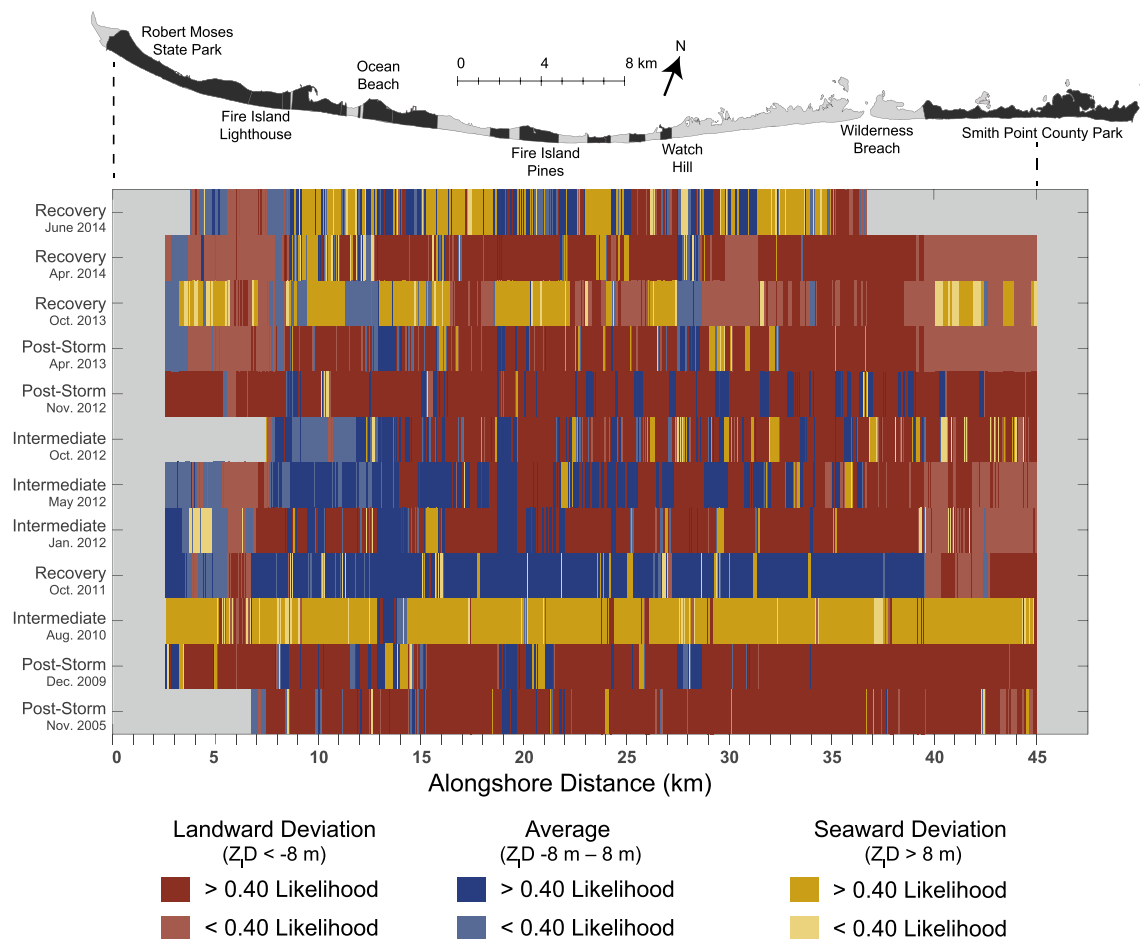 Robert Moses
State Park
Fire Island
Lighthouse
Ocean
Beach
0 4 8 km
N
Fire Island
Pines
Watch
Hill
Wilderness
Breach
Smith Point County Park
Recovery
June 2014
Recovery
Apr. 2014
Recovery
Oct. 2013
Post-Storm
Apr. 2013
Post-Storm
Nov. 2012
Intermediate
Oct. 2012
Intermediate
May 2012
Intermediate
Jan. 2012
Recovery
Oct. 2011
Intermediate
Aug. 2010
Post-Storm
Dec. 2009
Post-Storm
Nov. 2005
0 5 10 15 20 25 30 35 40 45
Alongshore Distance (km)
Landward Deviation
(ZID < -8 m)
> 0.40 Likelihood
< 0.40 Likelihood
Average
(ZID -8 m – 8 m)
> 0.40 Likelihood
< 0.40 Likelihood
Seaward Deviation
(ZID > 8 m)
> 0.40 Likelihood
< 0.40 Likelihood